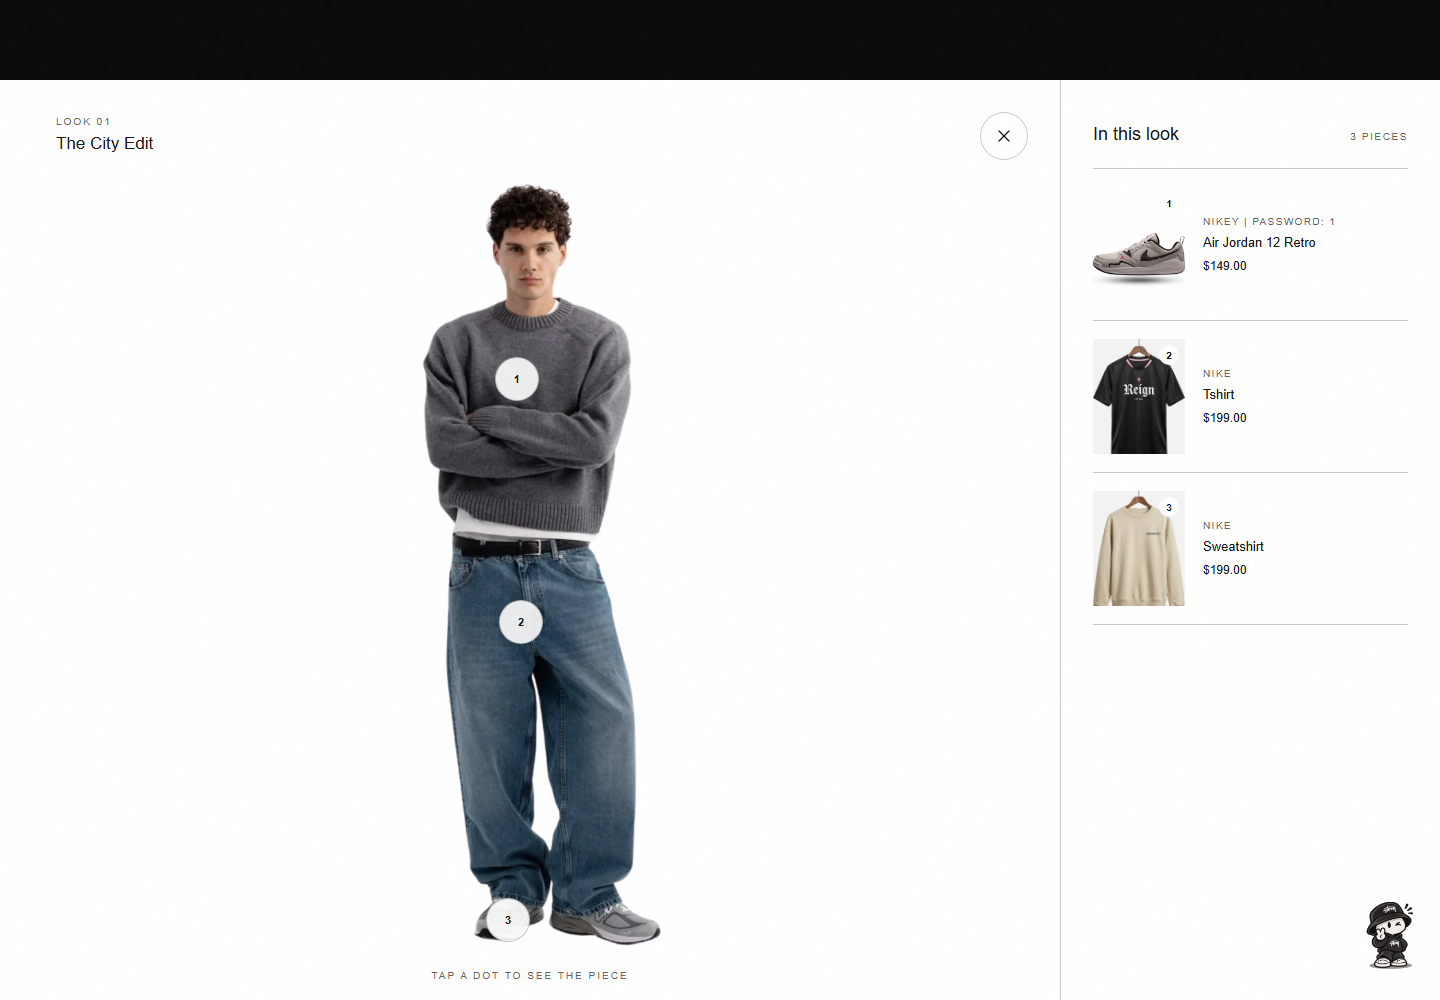 LOOK 01
The City Edit
1
2
3
TAP A DOT TO SEE THE PIECE
In this look
3 PIECES
1
NIKEY | PASSWORD: 1
Air Jordan 12 Retro
$149.00
2
Reign
NIKE
Tshirt
$199.00
3
NIKE
Sweatshirt
$199.00